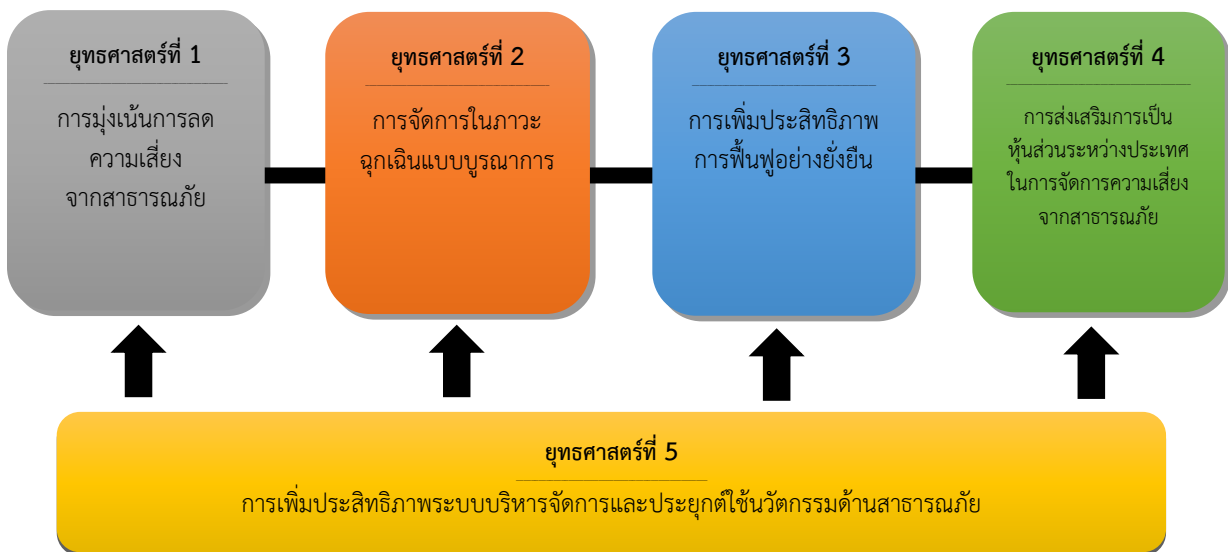 ยุทธศาสตร์ที่ 1
การมุ่งเน้นการลด
ความเสี่ยง
จากสาธารณภัย
ยุทธศาสตร์ที่ 2
การจัดการในภาวะ
ฉุกเฉินแบบบูรณาการ
ยุทธศาสตร์ที่ 3
การเพิ่มประสิทธิภาพ
การฟื้นฟูอย่างยั่งยืน
ยุทธศาสตร์ที่ 4
การส่งเสริมการเป็น
หุ้นส่วนระหว่างประเทศ
ในการจัดการความเสี่ยง
จากสาธารณภัย
ยุทธศาสตร์ที่ 5
การเพิ่มประสิทธิภาพระบบบริหารจัดการและประยุกต์ใช้นวัตกรรมด้านสาธารณภัย